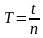 T = t/n